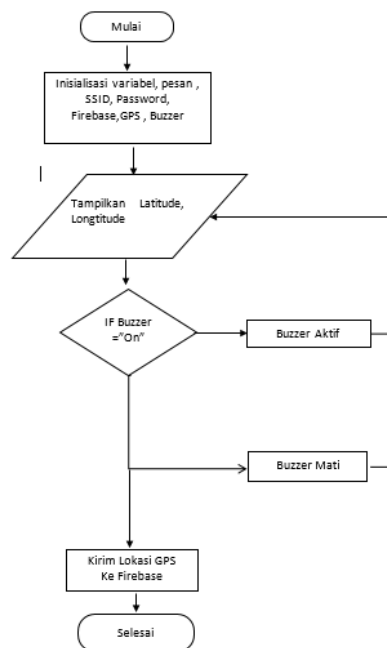 Mulai
Inisialisasi variabel, pesan ,
SSID, Password,
Firebase,GPS , Buzzer
Tampilkan Latitude,
Longtitude
IF Buzzer
="On"
Buzzer Aktif
Buzzer Mati
Kirim Lokasi GPS
Ke Firebase
Selesai